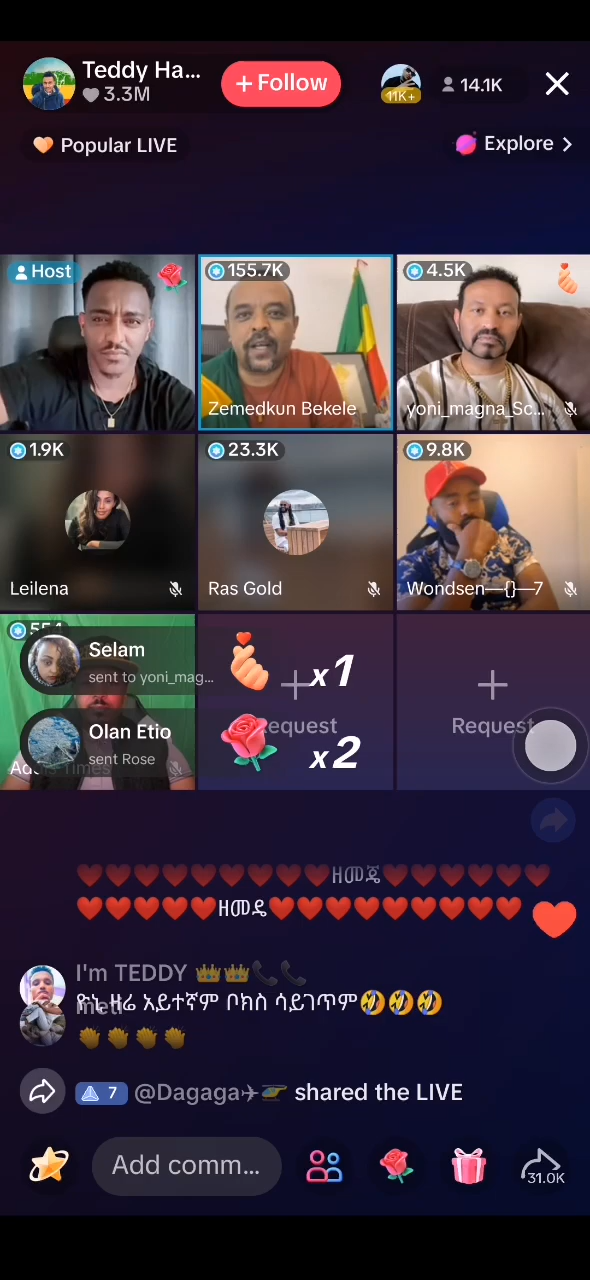 Teddy Ha...
3.3M
+ Follow
11K+
14.1K
Popular LIVE
Explore >
Host
155.7K
Zemedkun Bekele
4.5K
yoni_magna_Sc...
1.9K
Leilena
23.3K
Ras Gold
9.8K
Wondsen—{}—7
554
Selam
sent to yoni_mag...
x1
Olan Etio
sent Rose
x2
Request
Request
❤️❤️❤️❤️❤️❤️❤️❤️❤️ዘመጄ❤️❤️❤️❤️❤️❤️
❤️❤️❤️❤️❤️ዘመዴ❤️❤️❤️❤️❤️❤️❤️❤️❤️
I'm TEDDY 👑👑📞📞
ዮኒ ዛሬ አይተኛም ቦክስ ሳይገጥም🤣🤣🤣
👏👏👏👏
7 @Dagaga✈🚁 shared the LIVE
Add comm...
31.0K